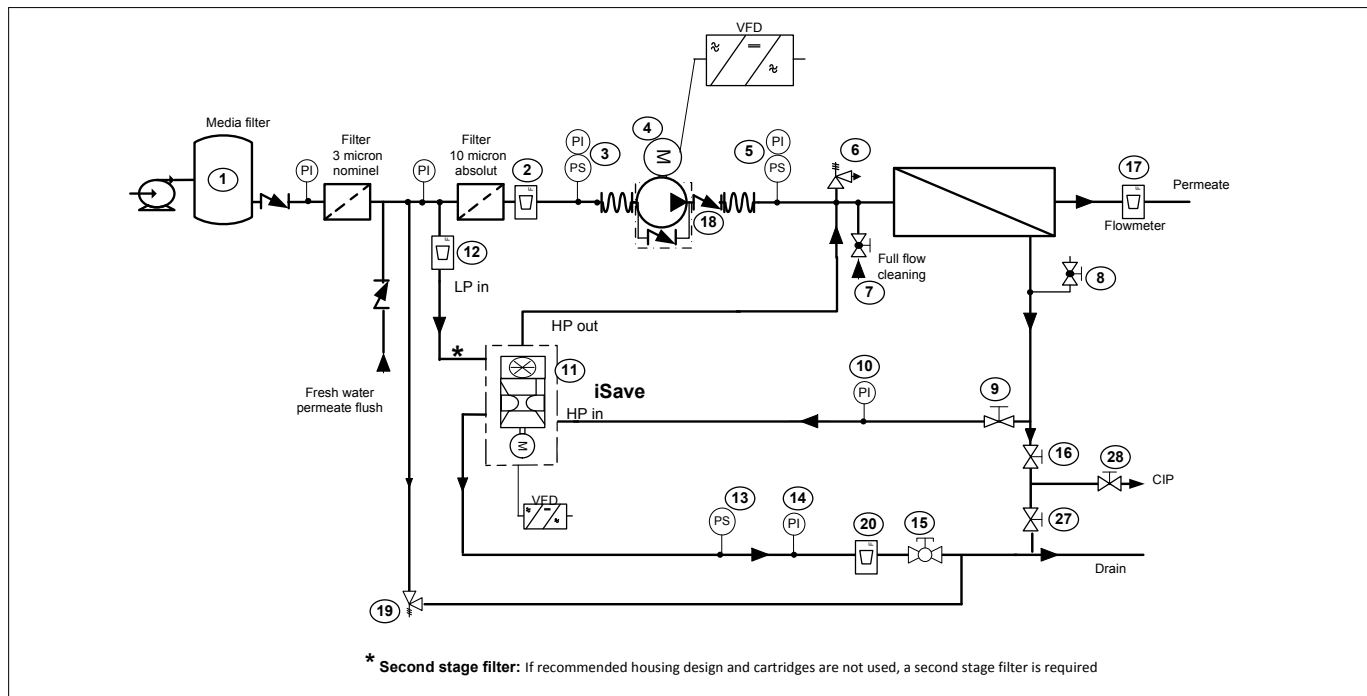 VFD
Media filter
1
PI
Filter
3 micron
nominel
PI
Filter
10 micron
absolut
2
F
PI
PS
3
4
M
18
5
PI
PS
6
17
F
Permeate
Flowmeter
12
F
LP in
Full flow
cleaning
7
8
HP out
*
11
iSave
HP in
M
10
PI
9
Fresh water
permeate flush
16
28
CIP
27
VFD
13
PS
14
PI
20
F
15
Drain
19
* Second stage filter: If recommended housing design and cartridges are not used, a second stage filter is required